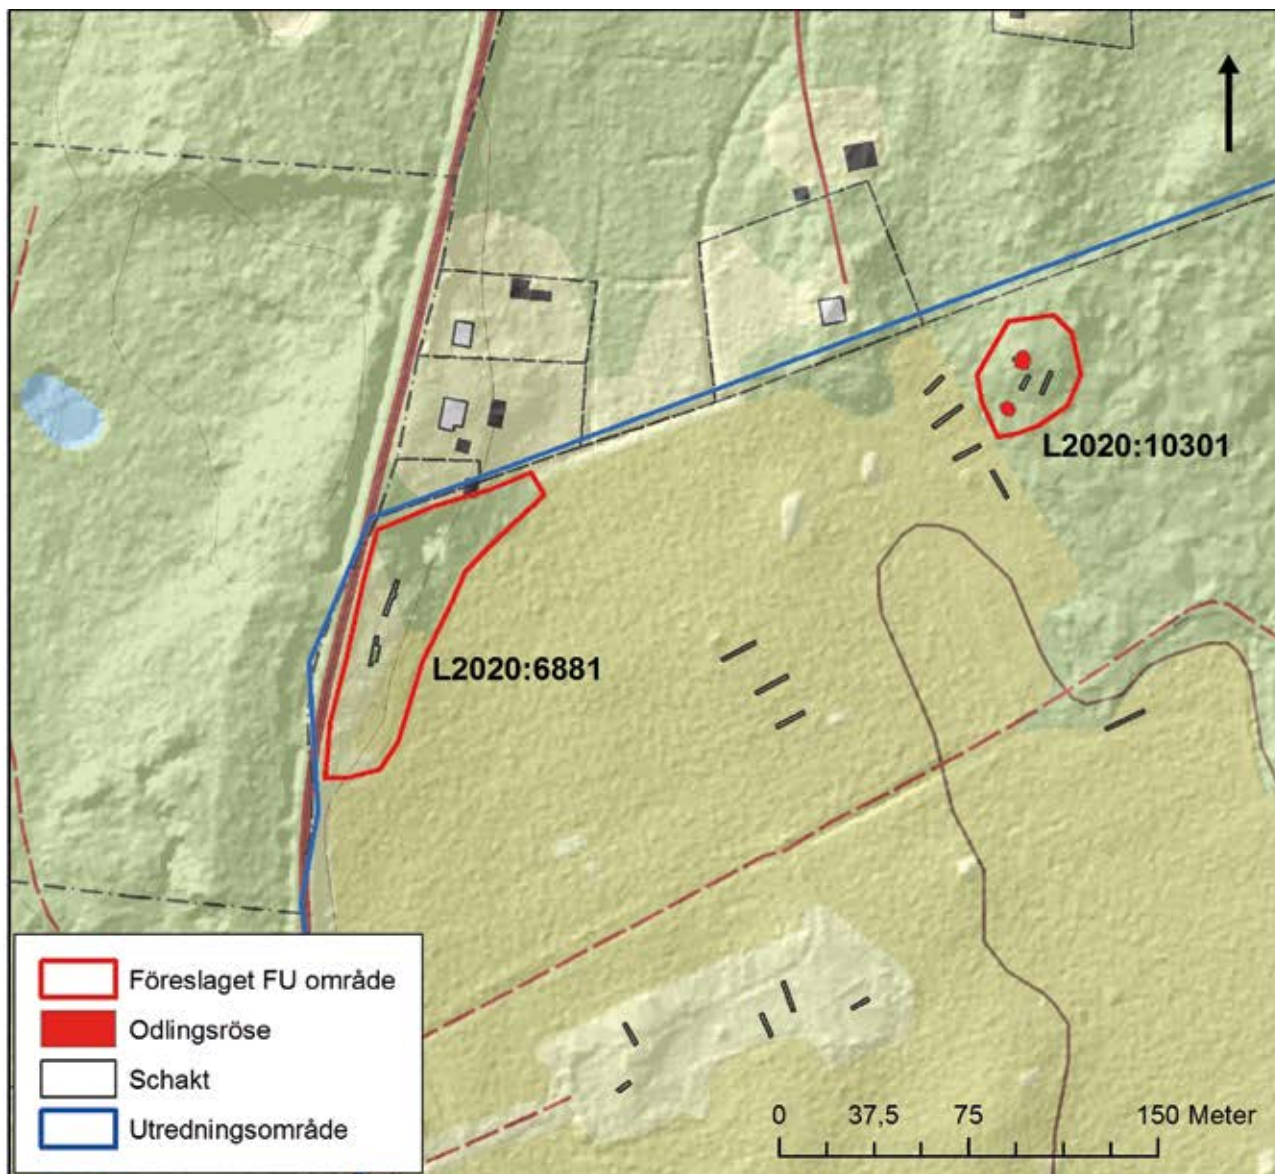 L2020:10301
L2020:6881
Föreslaget FU område
Odlingsröse
Schakt
Utredningsområde
0 37,5 75 150 Meter